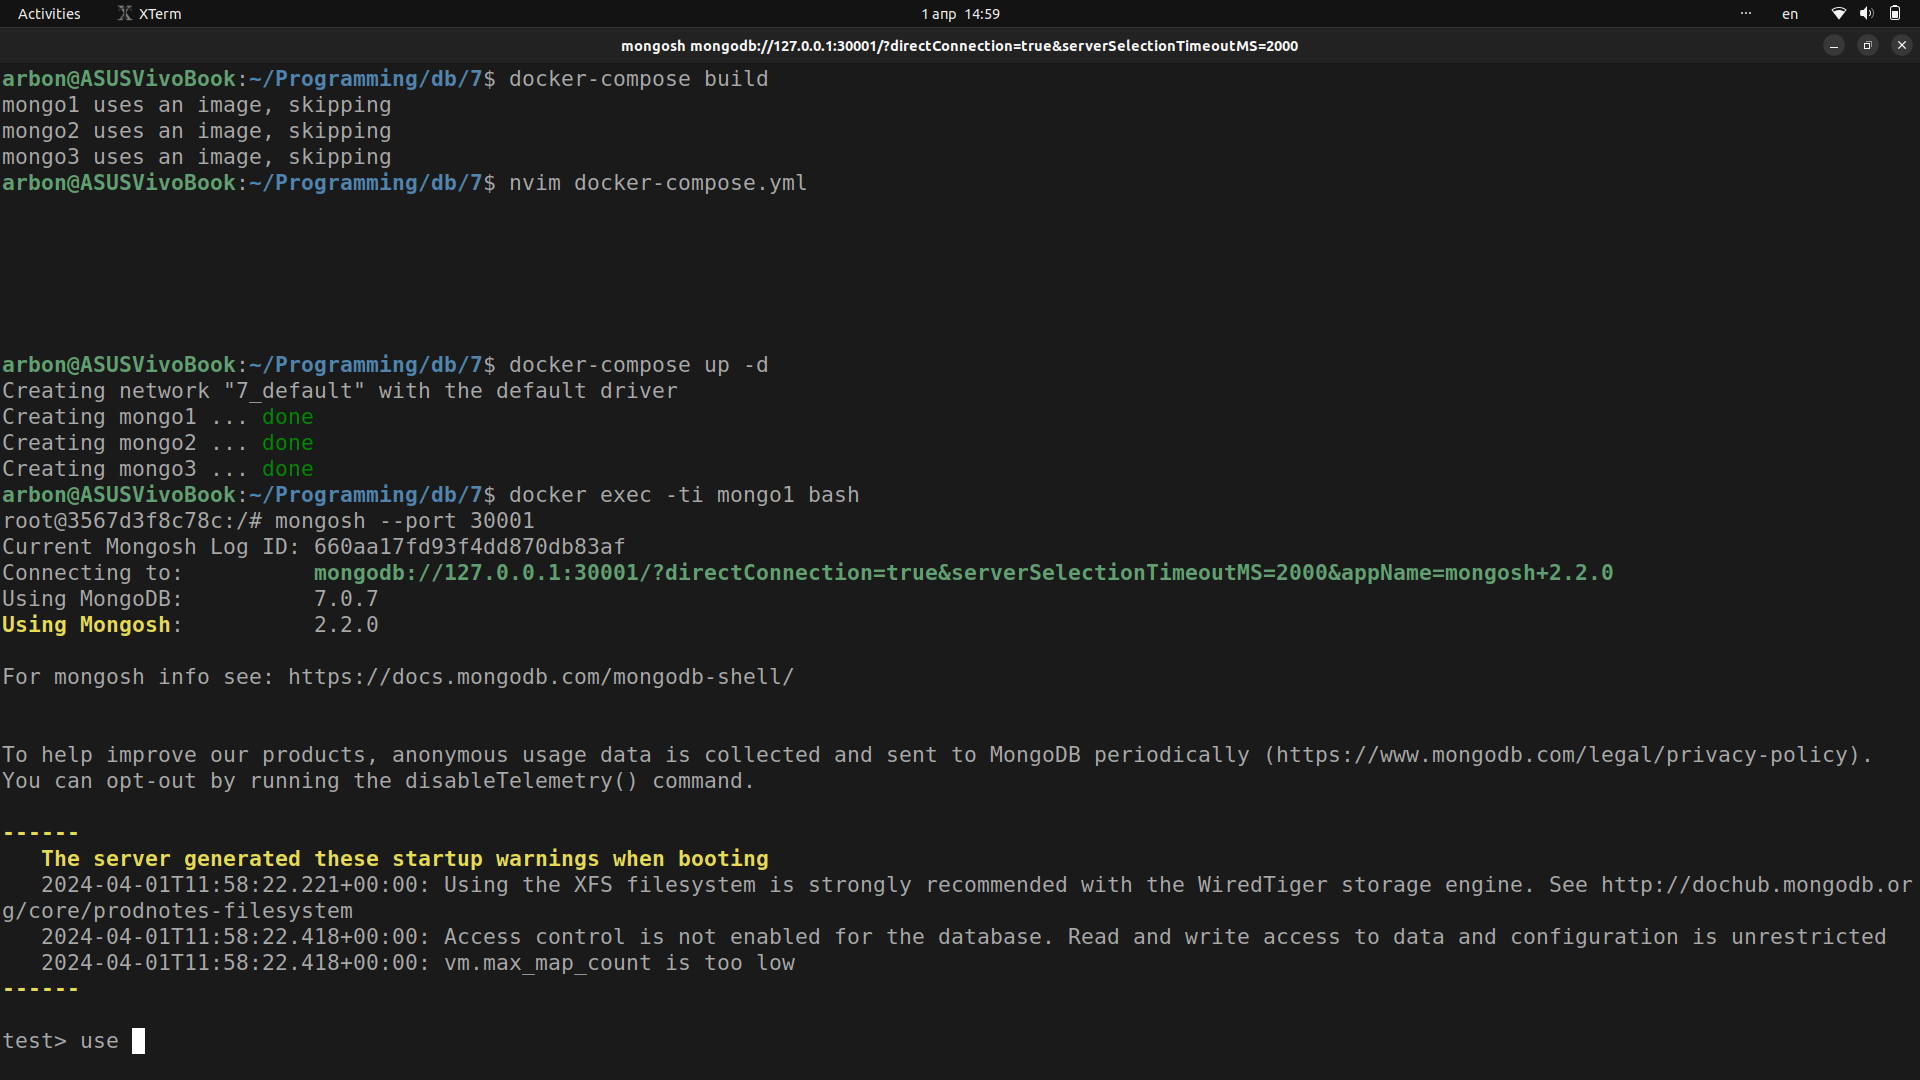 Activities XTerm 1 апр 14:59 en
mongosh mongodb://127.0.0.1:30001/?directConnection=true&serverSelectionTimeoutMS=2000
arbon@ASUSVivoBook:~/Programming/db/7$ docker-compose build
mongo1 uses an image, skipping
mongo2 uses an image, skipping
mongo3 uses an image, skipping
arbon@ASUSVivoBook:~/Programming/db/7$ nvim docker-compose.yml
arbon@ASUSVivoBook:~/Programming/db/7$ docker-compose up -d
Creating network "7_default" with the default driver
Creating mongo1 ... done
Creating mongo2 ... done
Creating mongo3 ... done
arbon@ASUSVivoBook:~/Programming/db/7$ docker exec -ti mongo1 bash
root@3567d3f8c78c:/# mongosh --port 30001
Current Mongosh Log ID: 660aa17fd93f4dd870db83af
Connecting to: mongodb://127.0.0.1:30001/?directConnection=true&serverSelectionTimeoutMS=2000&appName=mongosh+2.2.0
Using MongoDB: 7.0.7
Using Mongosh: 2.2.0
For mongosh info see: https://docs.mongodb.com/mongodb-shell/
To help improve our products, anonymous usage data is collected and sent to MongoDB periodically (https://www.mongodb.com/legal/privacy-policy).
You can opt-out by running the disableTelemetry() command.
------
The server generated these startup warnings when booting
2024-04-01T11:58:22.221+00:00: Using the XFS filesystem is strongly recommended with the WiredTiger storage engine. See http://dochub.mongodb.or
g/core/prodnotes-filesystem
2024-04-01T11:58:22.418+00:00: Access control is not enabled for the database. Read and write access to data and configuration is unrestricted
2024-04-01T11:58:22.418+00:00: vm.max_map_count is too low
------
test> use